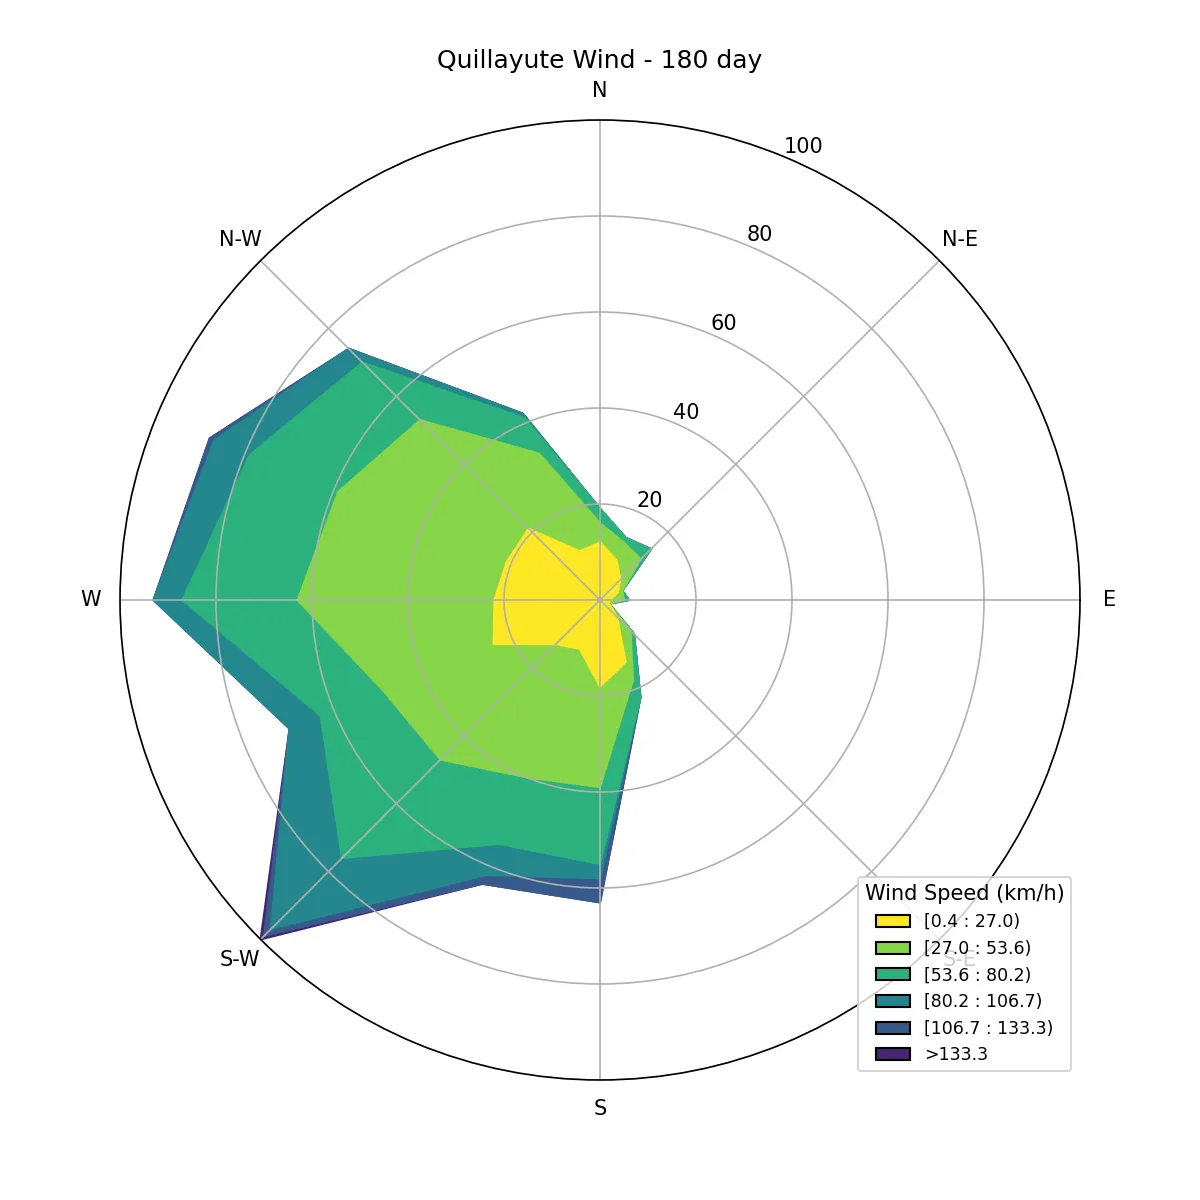 Quillayute Wind - 180 day
N
100
N-W
80
N-E
60
40
20
W
E
Wind Speed (km/h)
[0.4 : 27.0)
[27.0 : 53.6)
S-W
S-E
[53.6 : 80.2)
[80.2 : 106.7)
[106.7 : 133.3)
>133.3
S